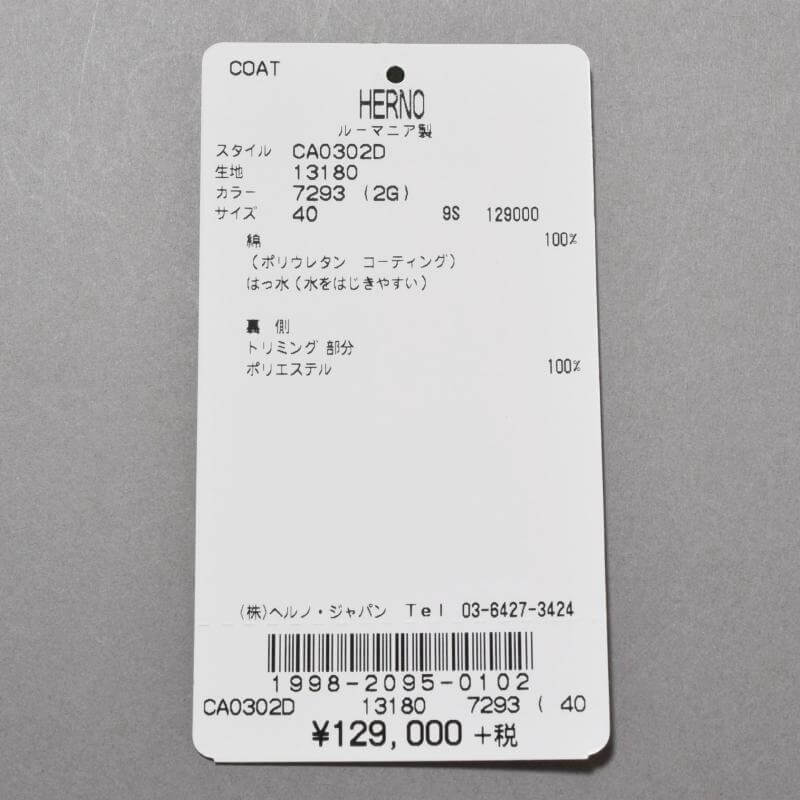 COAT
HERNO
ルーマニア製
スタイル CA0302D
生地 13180
カラー 7293 (2G)
サイズ 40 9S 129000
綿 100%
(ポリウレタン コーティング)
はっ水(水をはじきやすい)
裏 側
トリミング 部分
ポリエステル 100%
(株)ヘルノ・ジャパン Tel 03-6427-3424
1998-2095-0102
CA0302D 13180 7293 ( 40
¥129,000 +税